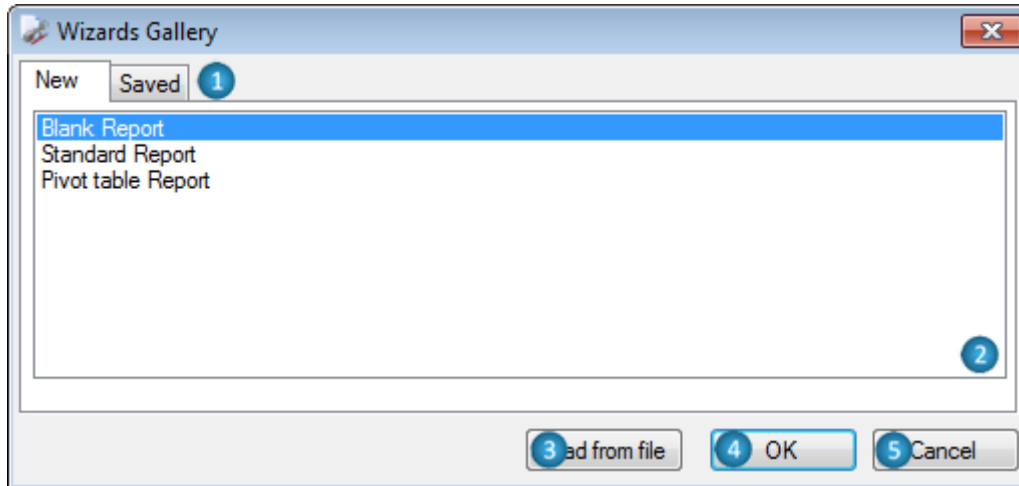 Wizards Gallery
New Saved 1
Blank Report
Standard Report
Pivot table Report
2
3 ad from file 4 OK 5 Cancel